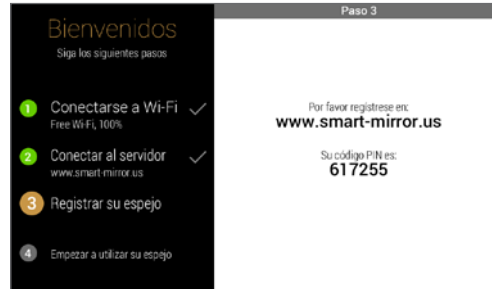 Bienvenidos
Siga los siguientes pasos
1 Conectarse a Wi-Fi
Free Wi-Fi, 100%
2 Conectar al servidor
www.smart-mirror.us
3 Registrar su espejo
4 Empezar a utilizar su espejo
Paso 3
Por favor regístrese en:
www.smart-mirror.us
Su código PIN es:
617255